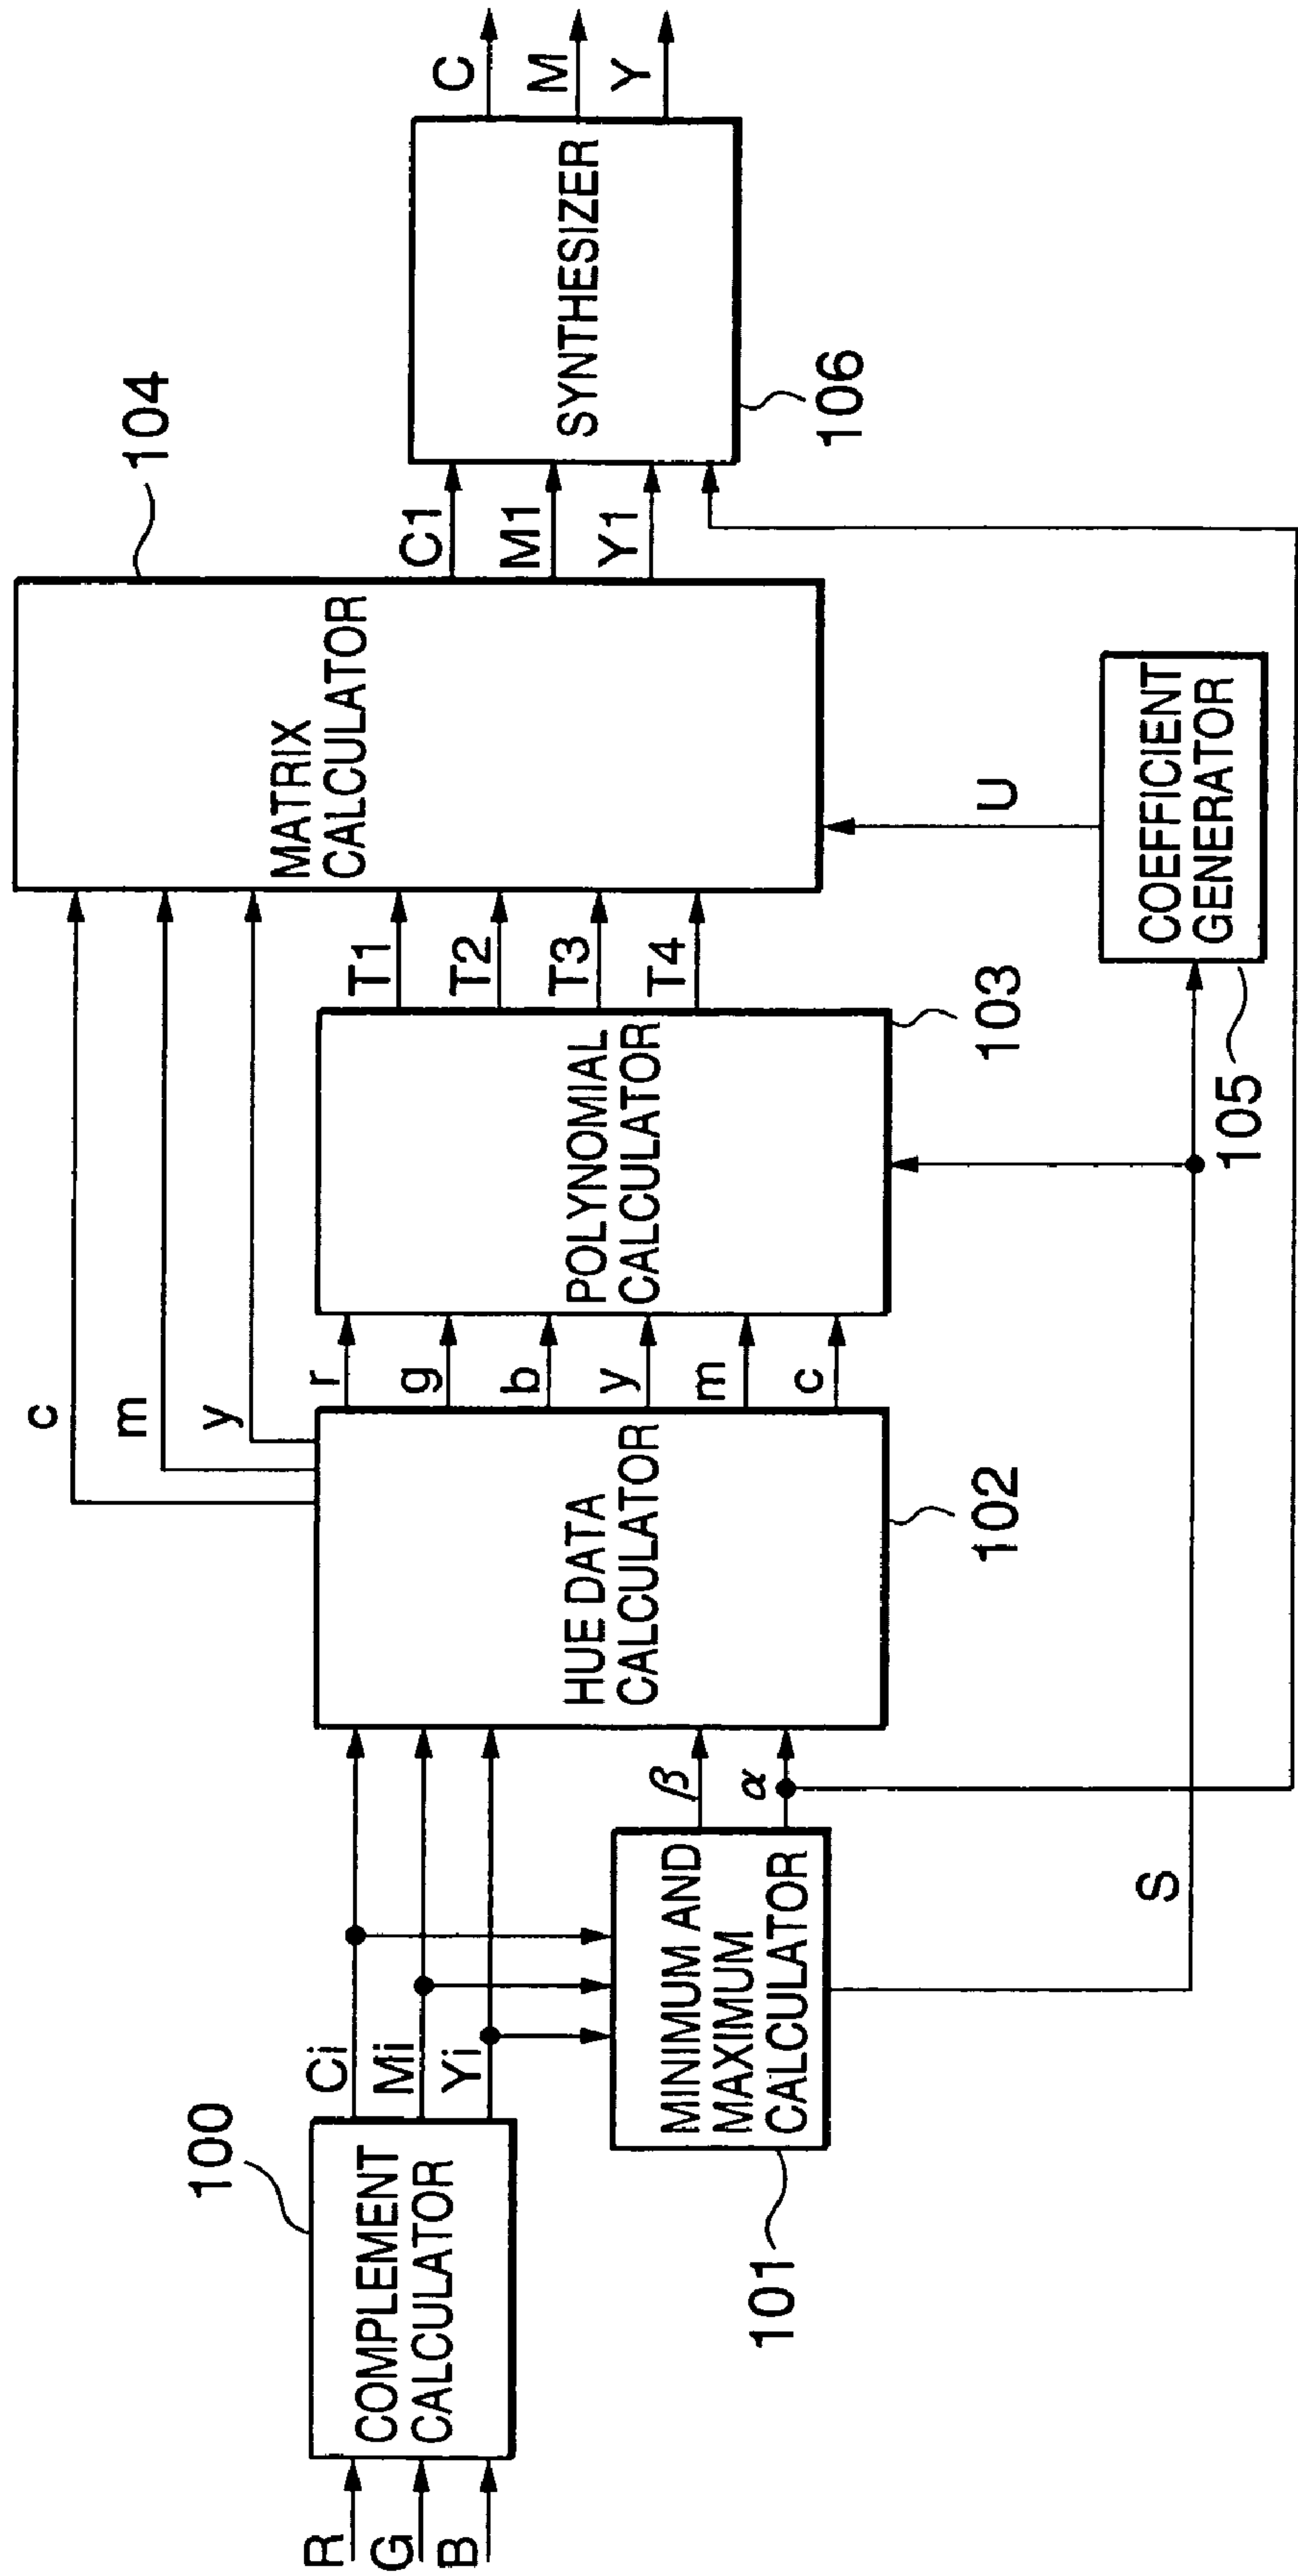 R
G
B
COMPLEMENT
CALCULATOR
100
Ci
Mi
Yi
MINIMUM AND
MAXIMUM
CALCULATOR
101
β
α
S
HUE DATA
CALCULATOR
102
c
m
y
r
g
b
y
m
c
POLYNOMIAL
CALCULATOR
103
T1
T2
T3
T4
MATRIX
CALCULATOR
104
U
COEFFICIENT
GENERATOR
105
C1
M1
Y1
SYNTHESIZER
106
C
M
Y